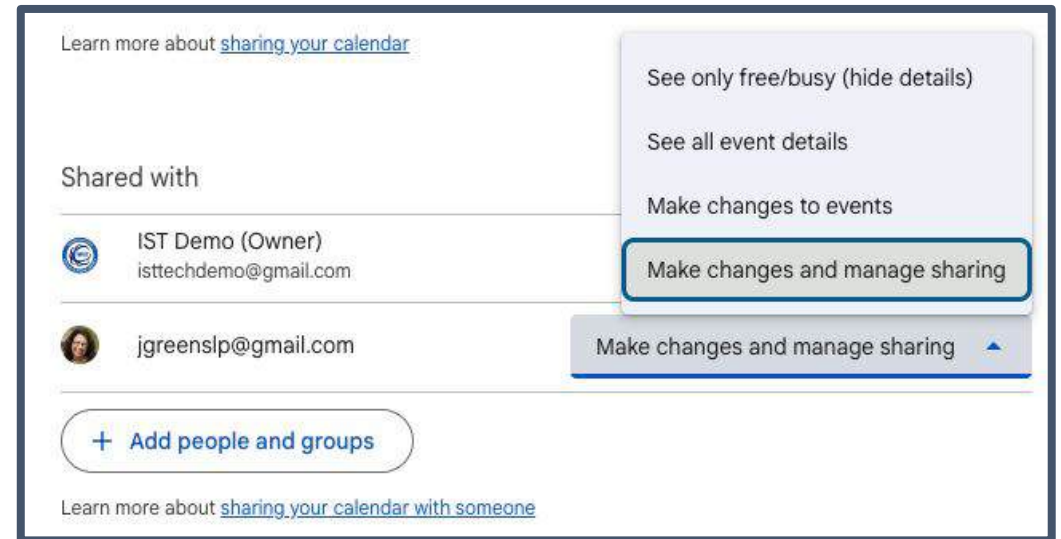 Learn more about sharing your calendar
See only free/busy (hide details)
See all event details
Shared with
Make changes to events
IST Demo (Owner)
isttechdemo@gmail.com
Make changes and manage sharing
jgreenslp@gmail.com
Make changes and manage sharing
+ Add people and groups
Learn more about sharing your calendar with someone